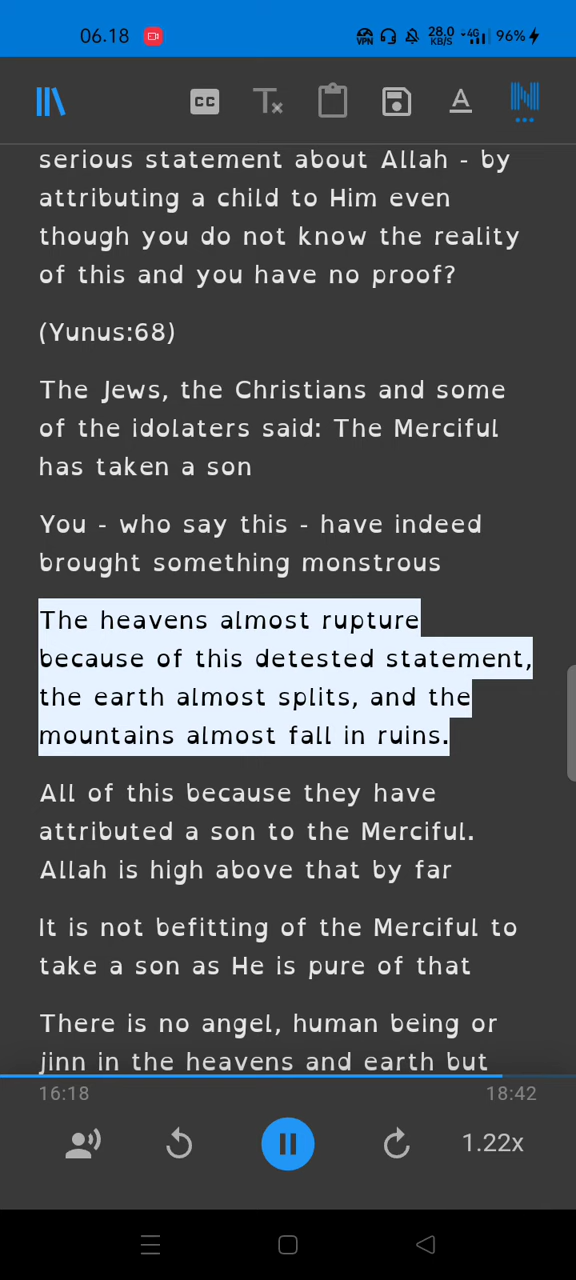 06.18
VPN
28.0
KB/S
4G
96%
CC
serious statement about Allah - by
attributing a child to Him even
though you do not know the reality
of this and you have no proof?
(Yunus:68)
The Jews, the Christians and some
of the idolaters said: The Merciful
has taken a son
You - who say this - have indeed
brought something monstrous
The heavens almost rupture
because of this detested statement,
the earth almost splits, and the
mountains almost fall in ruins.
All of this because they have
attributed a son to the Merciful.
Allah is high above that by far
It is not befitting of the Merciful to
take a son as He is pure of that
There is no angel, human being or
jinn in the heavens and earth but
16:18
18:42
1.22x